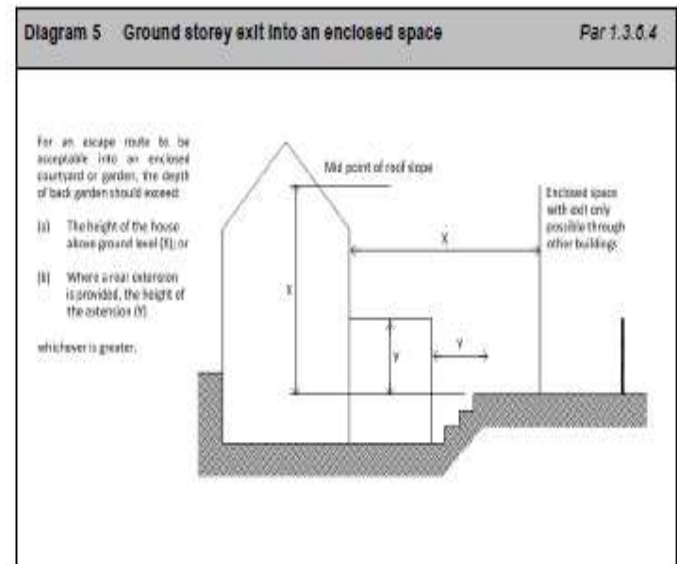 Diagram 5 Ground storey exit into an enclosed space Par 1.3.6.4
For an escape route to be
acceptable into an enclosed
courtyard or garden, the depth
of back garden should exceed:
(a) The height of the house
above ground level (X); or
(b) Where a rear extension
is provided, the height of
the extension (Y)
whichever is greater.
Mid point of roof slope
Enclosed space
with exit only
possible through
other buildings
X
X
Y
Y